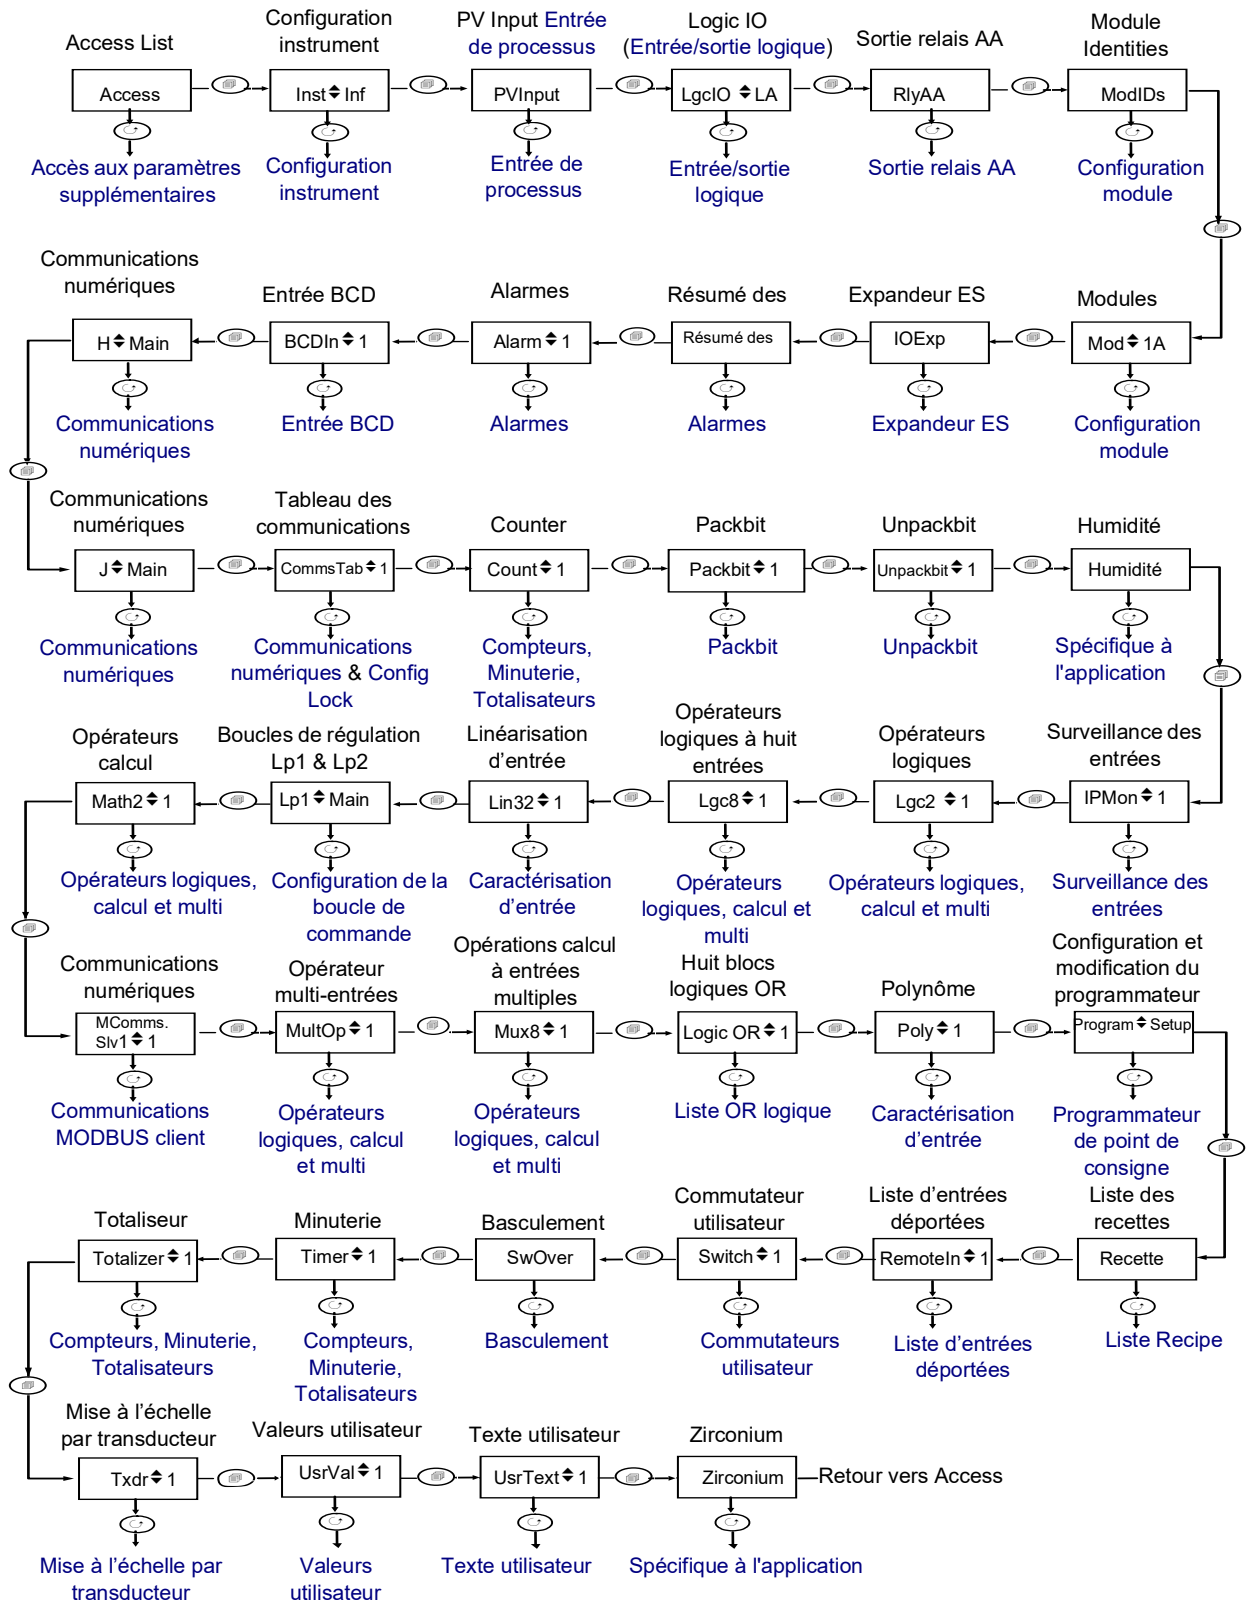 Access List
Configuration
instrument
PV Input Entrée
de processus
Logic IO
(Entrée/sortie logique)
Sortie relais AA
Module
Identities
Access
Inst Inf
PVInput
LgcIO LA
RlyAA
ModIDs
Accès aux paramètres
supplémentaires
Configuration
instrument
Entrée de
processus
Entrée/sortie
logique
Sortie relais AA
Configuration
module
Communications
numériques
Entrée BCD
Alarmes
Résumé des
Expandeur ES
Modules
H Main
BCDIn 1
Alarm 1
Résumé des
IOExp
Mod 1A
Communications
numériques
Entrée BCD
Alarmes
Alarmes
Expandeur ES
Configuration
module
Communications
numériques
Tableau des
communications
Counter
Packbit
Unpackbit
Humidité
J Main
CommsTab 1
Count 1
Packbit 1
Unpackbit 1
Humidité
Communications
numériques
Communications
numériques & Config
Lock
Compteurs,
Minuterie,
Totalisateurs
Packbit
Unpackbit
Spécifique à
l'application
Opérateurs
calcul
Boucles de régulation
Lp1 & Lp2
Linéarisation
d'entrée
Opérateurs
logiques à huit
entrées
Opérateurs
logiques
Surveillance des
entrées
Math2 1
Lp1 Main
Lin32 1
Lgc8 1
Lgc2 1
IPMon 1
Opérateurs logiques,
calcul et multi
Configuration de la
boucle de
commande
Caractérisation
d'entrée
Opérateurs
logiques, calcul et
multi
Opérateurs logiques,
calcul et multi
Surveillance des
entrées
Communications
numériques
Opérateur
multi-entrées
Opérations calcul
à entrées
multiples
Huit blocs
logiques OR
Polynôme
Configuration et
modification du
programmateur
MComms.
Slv1 1
MultOp 1
Mux8 1
Logic OR 1
Poly 1
Program Setup
Communications
MODBUS client
Opérateurs
logiques, calcul
et multi
Opérateurs
logiques, calcul
et multi
Liste OR logique
Caractérisation
d'entrée
Programmateur
de point de
consigne
Totaliseur
Minuterie
Basculement
Commutateur
utilisateur
Liste d'entrées
déportées
Liste des
recettes
Totalizer 1
Timer 1
SwOver
Switch 1
RemoteIn 1
Recette
Compteurs, Minuterie,
Totalisateurs
Compteurs,
Minuterie,
Totalisateurs
Basculement
Commutateurs
utilisateur
Liste d'entrées
déportées
Liste Recipe
Mise à l'échelle
par transducteur
Valeurs utilisateur
Texte utilisateur
Zirconium
Txdr 1
UsrVal 1
UsrText 1
Zirconium
Retour vers Access
Mise à l'échelle par
transducteur
Valeurs
utilisateur
Texte utilisateur
Spécifique à l'application